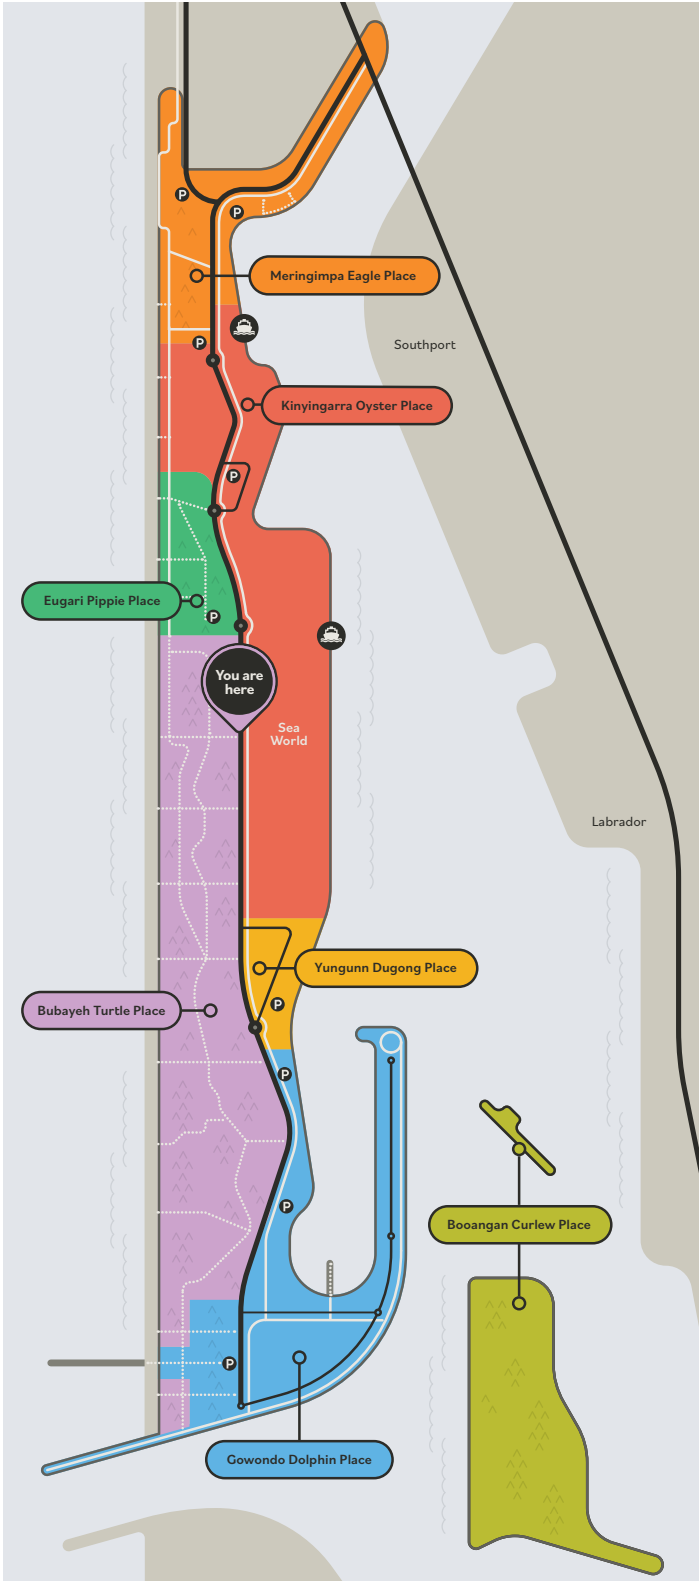 P
P
Meringimpa Eagle Place
P
Southport
Kinyingarra Oyster Place
P
Eugari Pippie Place
P
You are
here
Sea
World
Labrador
Yungunn Dugong Place
P
Bubayeh Turtle Place
P
P
Booangan Curlew Place
P
Gowondo Dolphin Place